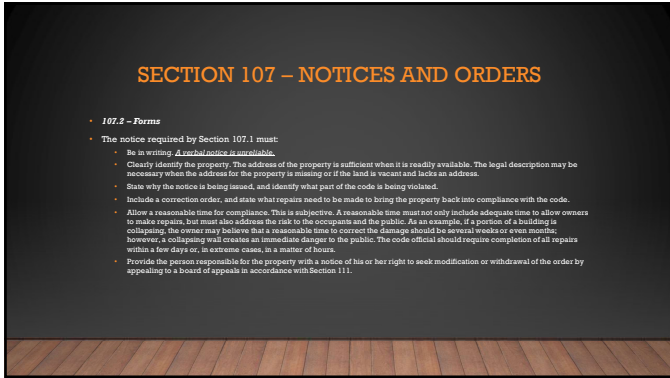 SECTION 107 – NOTICES AND ORDERS
• 107.2 – Forms
• The notice required by Section 107.1 must:
• Be in writing. A verbal notice is unreliable.
• Clearly identify the property. The address of the property is sufficient when it is readily available. The legal description may be
necessary when the address for the property is missing or if the land is vacant and lacks an address.
• State why the notice is being issued, and identify what part of the code is being violated.
• Include a correction order, and state what repairs need to be made to bring the property back into compliance with the code.
• Allow a reasonable time for compliance. This is subjective. A reasonable time must not only include adequate time to allow owners
to make repairs, but must also address the risk to the occupants and the public. As an example, if a portion of a building is
collapsing, the owner may believe that a reasonable time to correct the damage should be several weeks or even months;
however, a collapsing wall creates an immediate danger to the public. The code official should require completion of all repairs
within a few days or, in extreme cases, in a matter of hours.
• Provide the person responsible for the property with a notice of his or her right to seek modification or withdrawal of the order by
appealing to a board of appeals in accordance with Section 111.